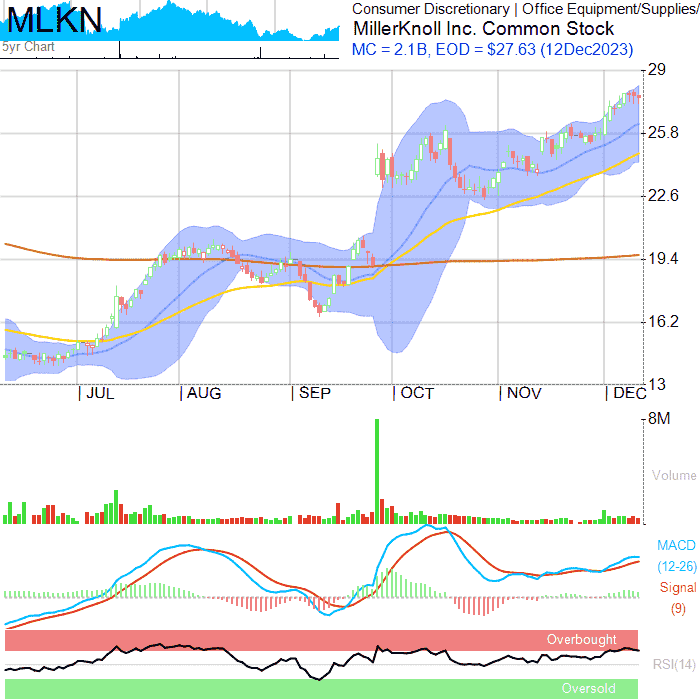 MLKN
5yr Chart
Consumer Discretionary | Office Equipment/Supplies/
MillerKnoll Inc. Common Stock
MC = 2.1B, EOD = $27.63 (12Dec2023)
29
25.8
22.6
19.4
16.2
13
JUL
AUG
SEP
OCT
NOV
DEC
8M
Volume
MACD
(12-26)
Signal
(9)
Overbought
RSI(14)
Oversold